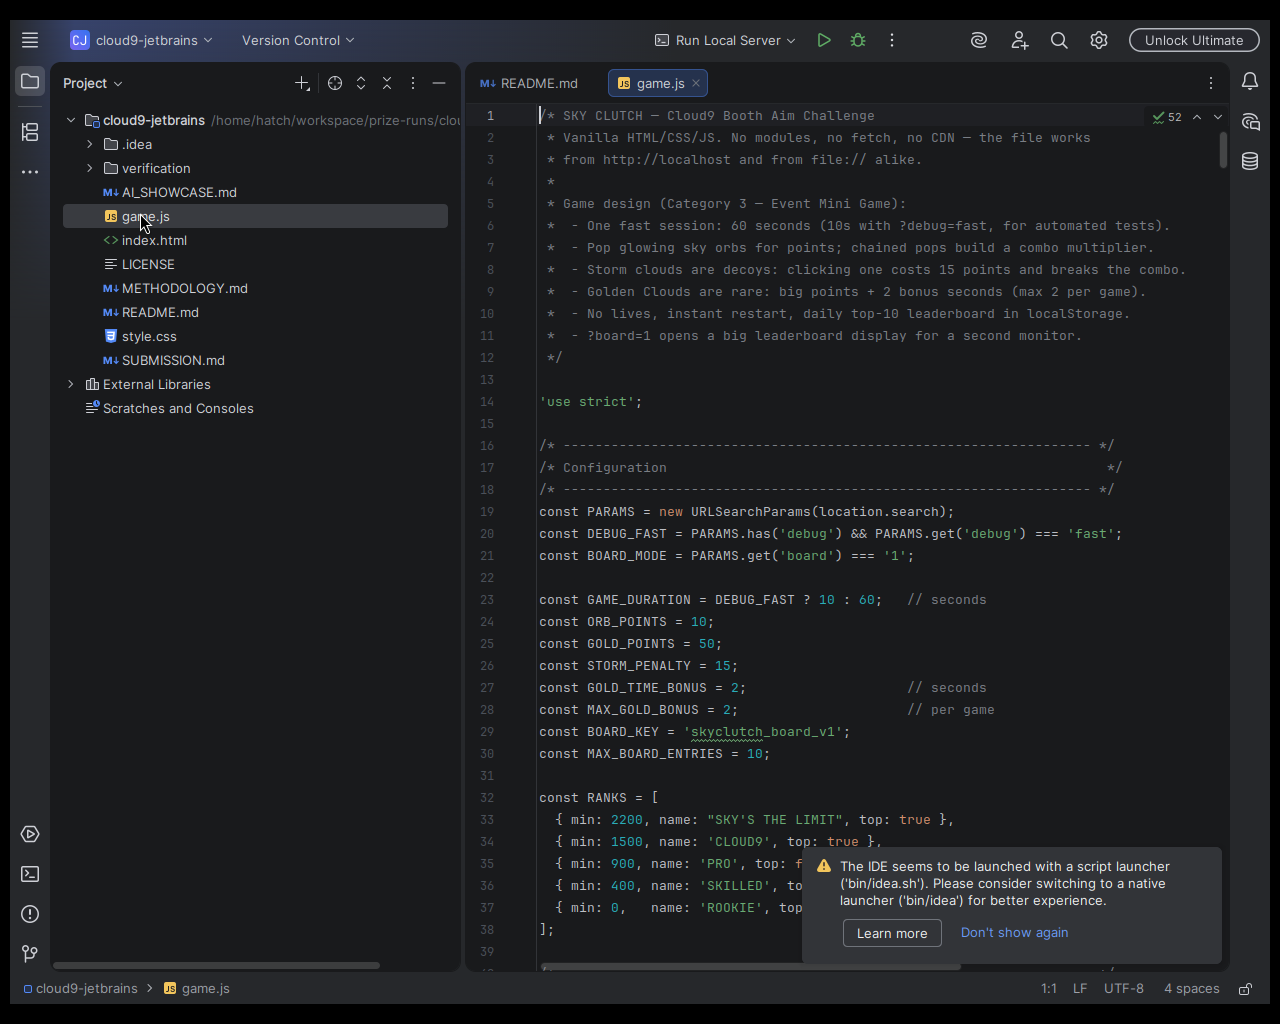 CJ cloud9-jetbrains Version Control Run Local Server Unlock Ultimate
Project
cloud9-jetbrains /home/hatch/workspace/prize-runs/clou
.idea
verification
M↓ AI_SHOWCASE.md
JS game.js
<> index.html
LICENSE
M↓ METHODOLOGY.md
M↓ README.md
style.css
M↓ SUBMISSION.md
External Libraries
Scratches and Consoles
M↓ README.md JS game.js
52
1 /* SKY CLUTCH — Cloud9 Booth Aim Challenge
2 * Vanilla HTML/CSS/JS. No modules, no fetch, no CDN — the file works
3 * from http://localhost and from file:// alike.
4 *
5 * Game design (Category 3 — Event Mini Game):
6 * - One fast session: 60 seconds (10s with ?debug=fast, for automated tests).
7 * - Pop glowing sky orbs for points; chained pops build a combo multiplier.
8 * - Storm clouds are decoys: clicking one costs 15 points and breaks the combo.
9 * - Golden Clouds are rare: big points + 2 bonus seconds (max 2 per game).
10 * - No lives, instant restart, daily top-10 leaderboard in localStorage.
11 * - ?board=1 opens a big leaderboard display for a second monitor.
12 */
13
14 'use strict';
15
16 /* ------------------------------------------------------------------ */
17 /* Configuration */
18 /* ------------------------------------------------------------------ */
19 const PARAMS = new URLSearchParams(location.search);
20 const DEBUG_FAST = PARAMS.has('debug') && PARAMS.get('debug') === 'fast';
21 const BOARD_MODE = PARAMS.get('board') === '1';
22
23 const GAME_DURATION = DEBUG_FAST ? 10 : 60; // seconds
24 const ORB_POINTS = 10;
25 const GOLD_POINTS = 50;
26 const STORM_PENALTY = 15;
27 const GOLD_TIME_BONUS = 2; // seconds
28 const MAX_GOLD_BONUS = 2; // per game
29 const BOARD_KEY = 'skyclutch_board_v1';
30 const MAX_BOARD_ENTRIES = 10;
31
32 const RANKS = [
33 { min: 2200, name: "SKY'S THE LIMIT", top: true },
34 { min: 1500, name: 'CLOUD9', top: true },
35 { min: 900, name: 'PRO', top: f
36 { min: 400, name: 'SKILLED', to
37 { min: 0, name: 'ROOKIE', top
38 ];
39
The IDE seems to be launched with a script launcher
('bin/idea.sh'). Please consider switching to a native
launcher ('bin/idea') for better experience.
Learn more Don't show again
cloud9-jetbrains > JS game.js 1:1 LF UTF-8 4 spaces